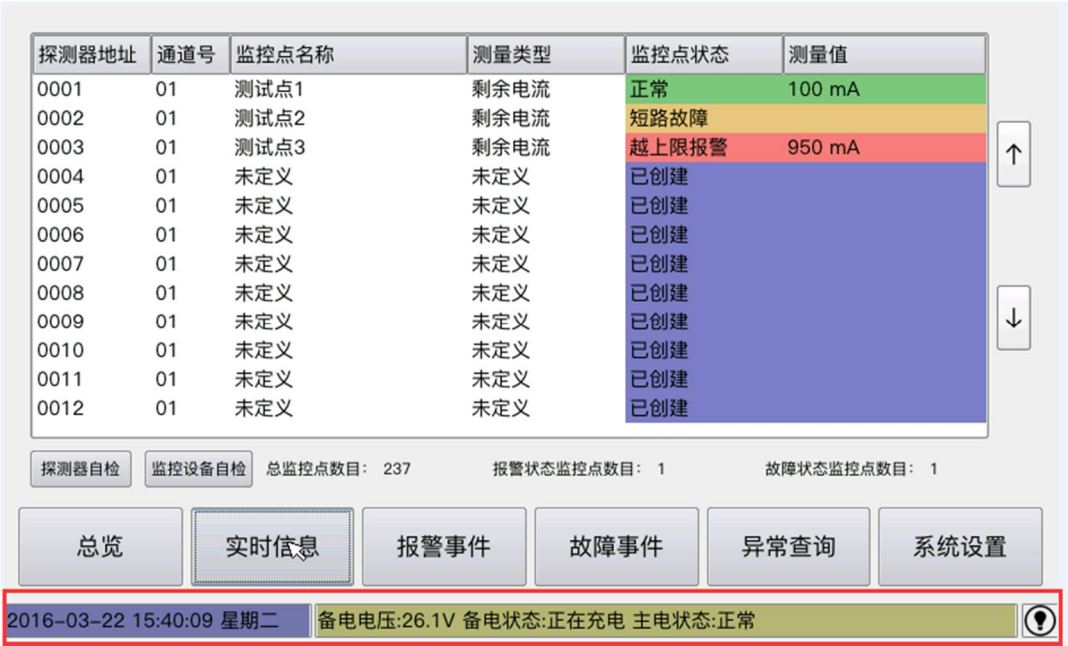 探测器地址 通道号 监控点名称 测量类型 监控点状态 测量值
0001 01 测试点1 剩余电流 正常 100 mA
0002 01 测试点2 剩余电流 短路故障
0003 01 测试点3 剩余电流 越上限报警 950 mA
0004 01 未定义 未定义 已创建
0005 01 未定义 未定义 已创建
0006 01 未定义 未定义 已创建
0007 01 未定义 未定义 已创建
0008 01 未定义 未定义 已创建
0009 01 未定义 未定义 已创建
0010 01 未定义 未定义 已创建
0011 01 未定义 未定义 已创建
0012 01 未定义 未定义 已创建
↑
↓
探测器自检 监控设备自检 总监控点数目: 237 报警状态监控点数目: 1 故障状态监控点数目: 1
总览 实时信息 报警事件 故障事件 异常查询 系统设置
2016-03-22 15:40:09 星期二 备电电压:26.1V 备电状态:正在充电 主电状态:正常